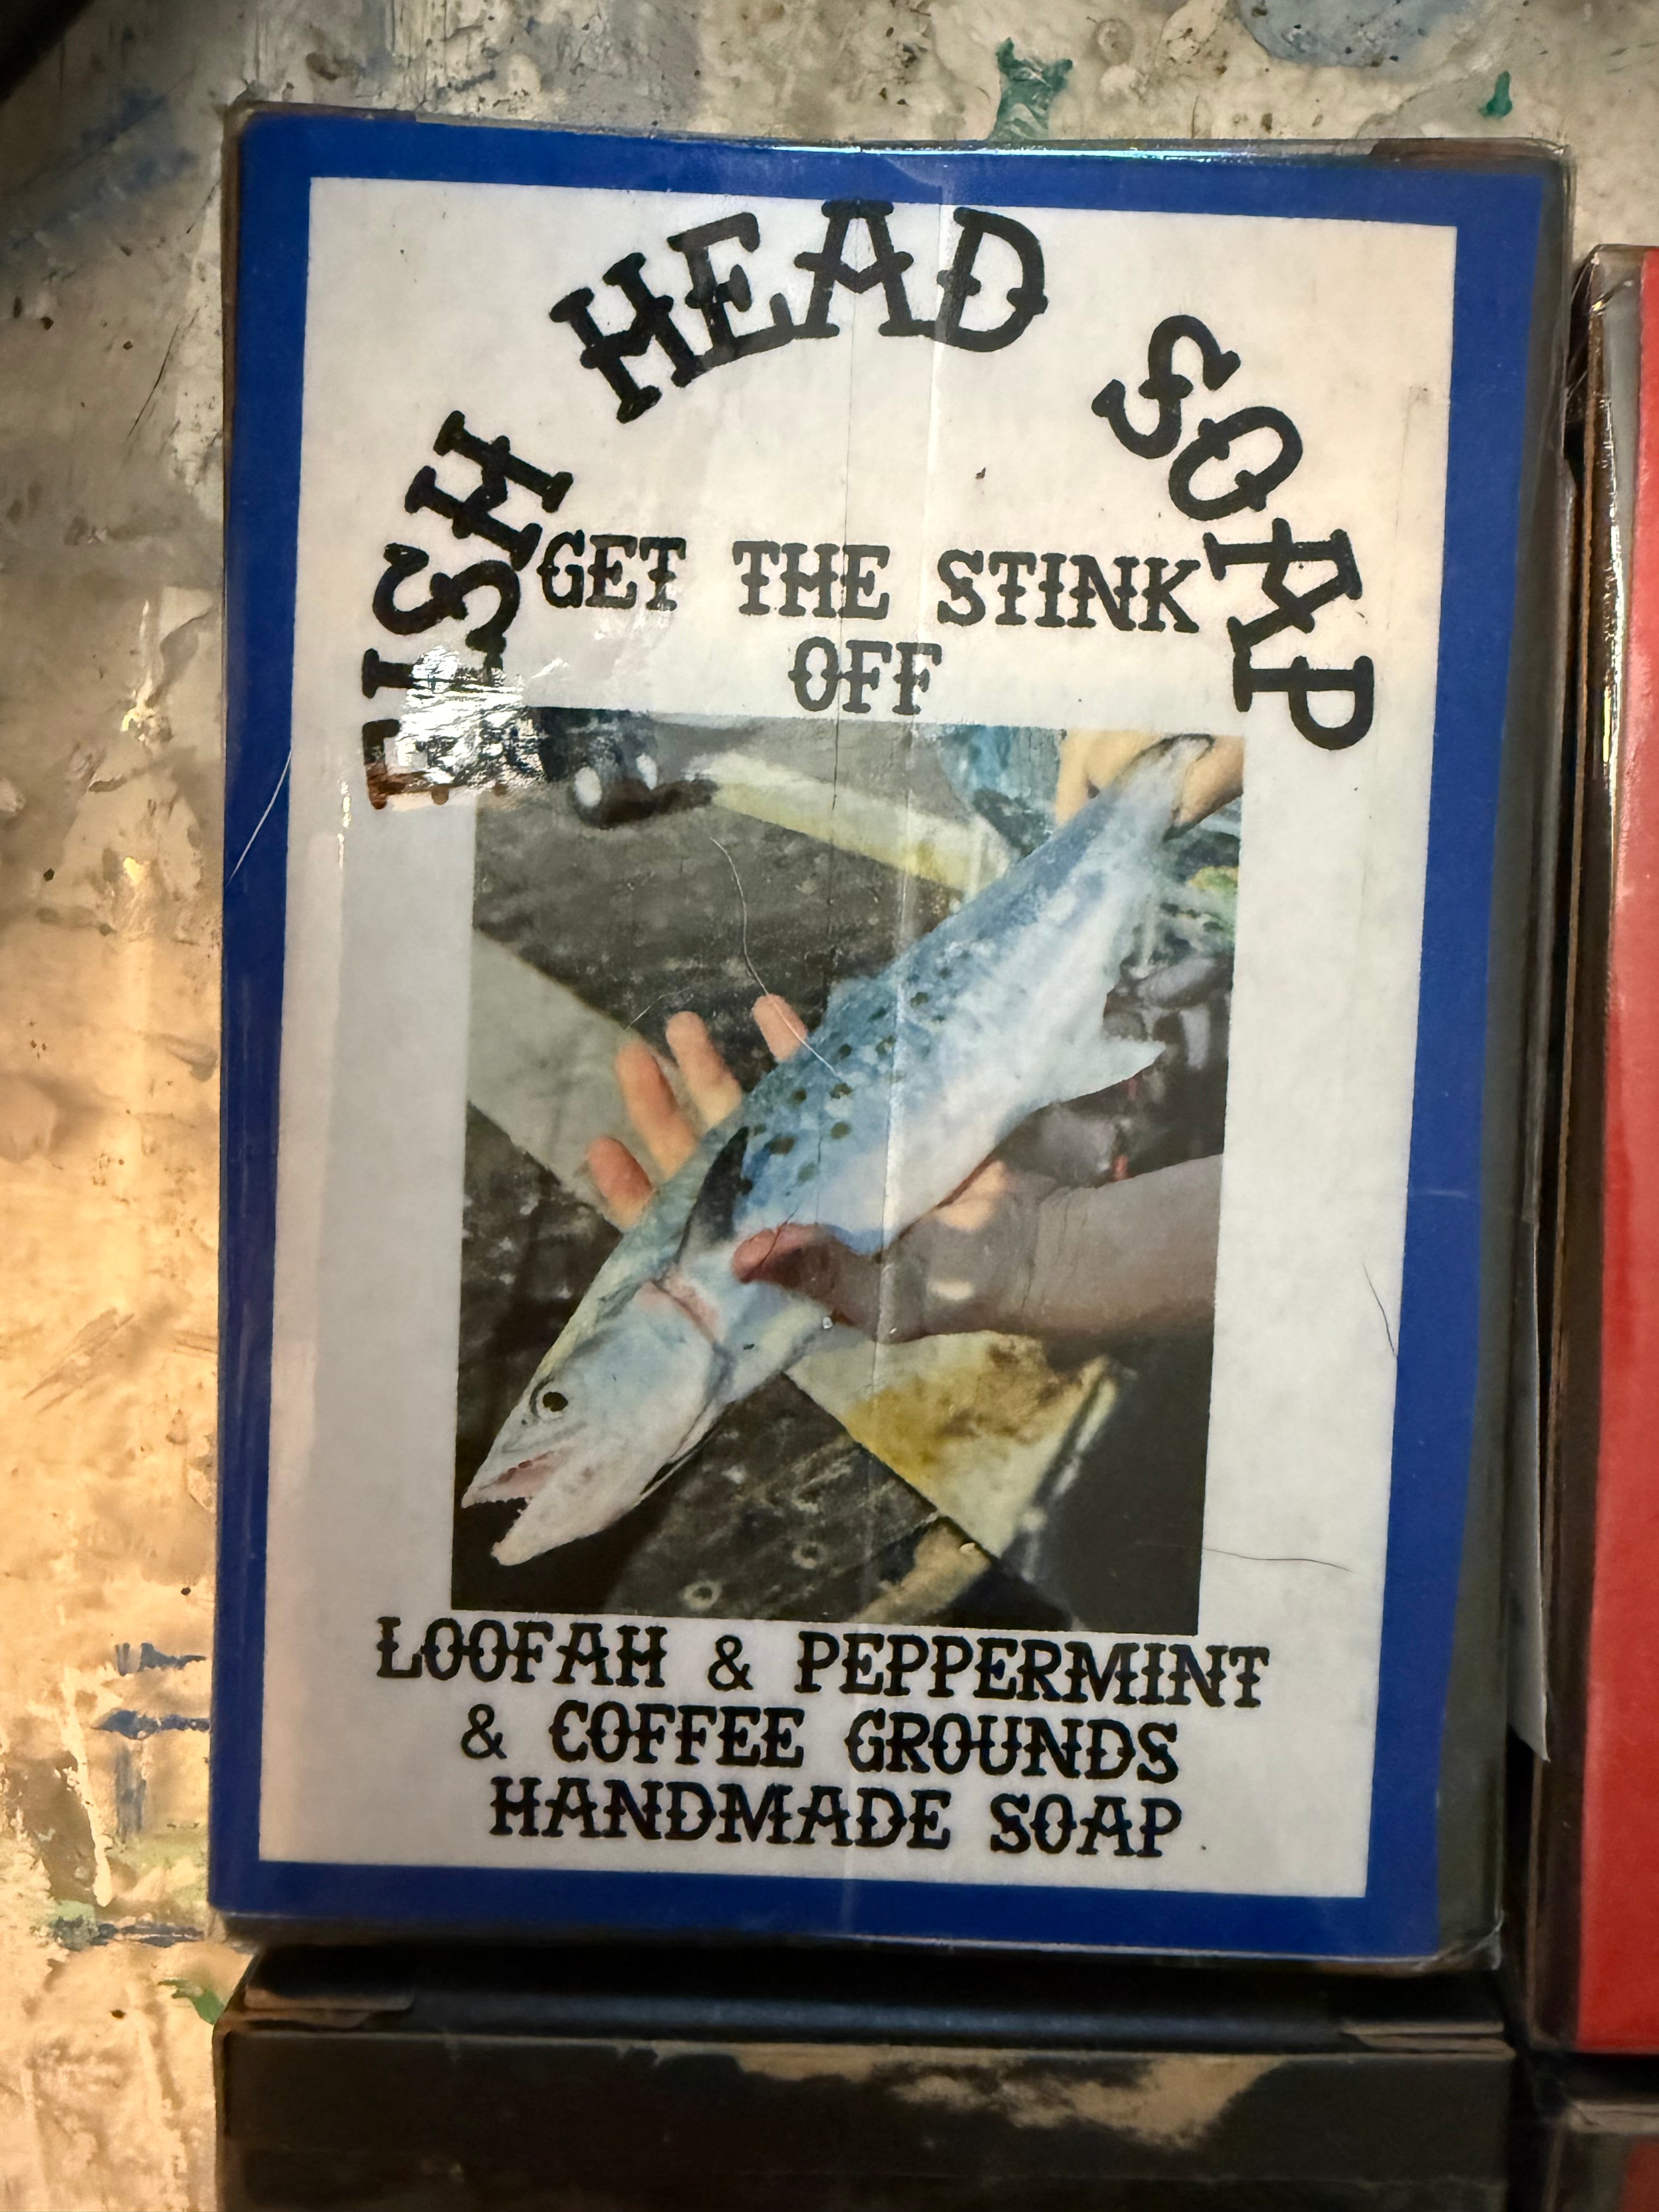 FISH HEAD SOAP
GET THE STINK
OFF
LOOFAH & PEPPERMINT
& COFFEE GROUNDS
HANDMADE SOAP